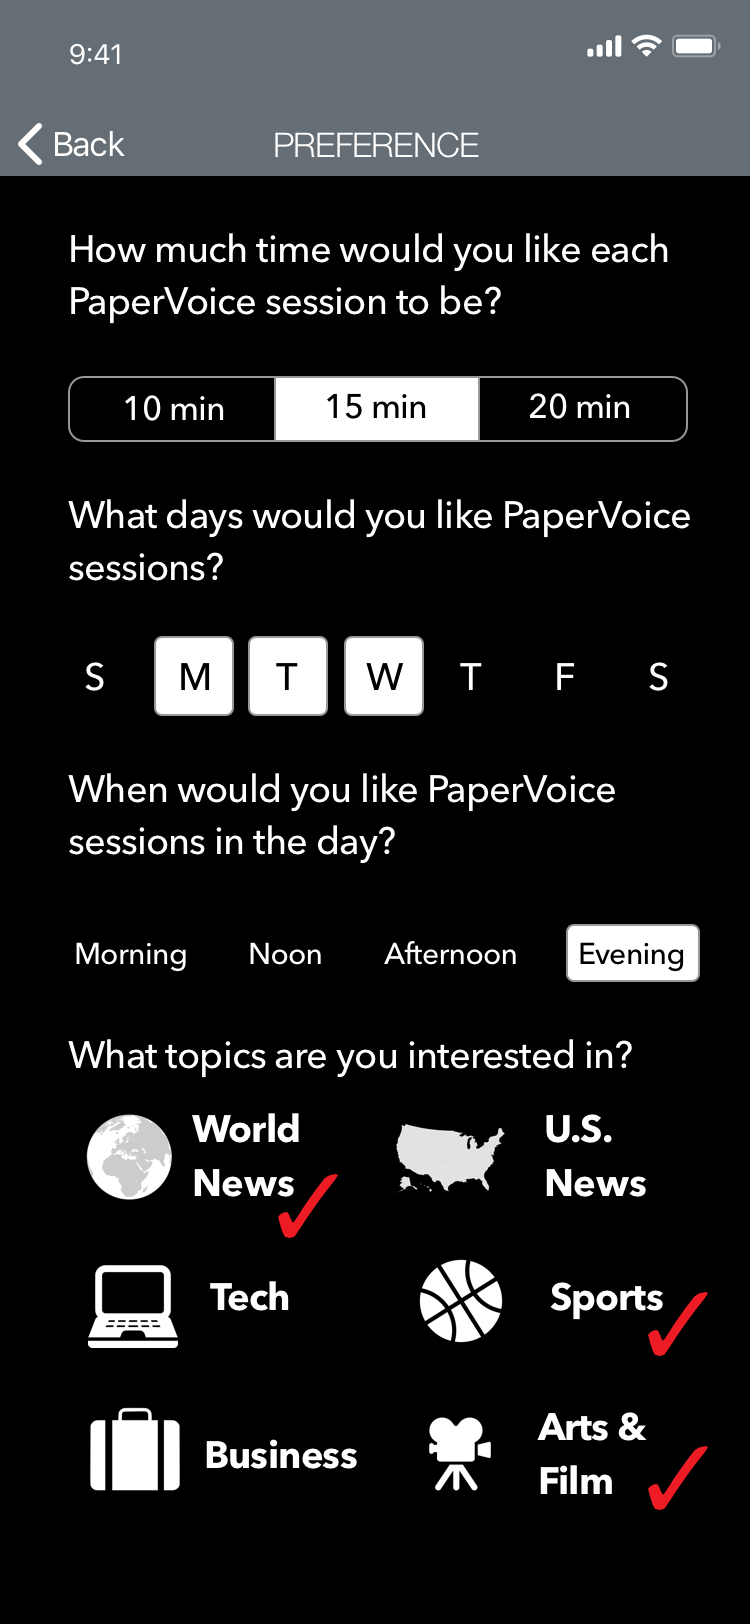 9:41
Back PREFERENCE
How much time would you like each
PaperVoice session to be?
10 min 15 min 20 min
What days would you like PaperVoice
sessions?
S M T W T F S
When would you like PaperVoice
sessions in the day?
Morning Noon Afternoon Evening
What topics are you interested in?
World
News
U.S.
News
Tech
Sports
Business
Arts &
Film